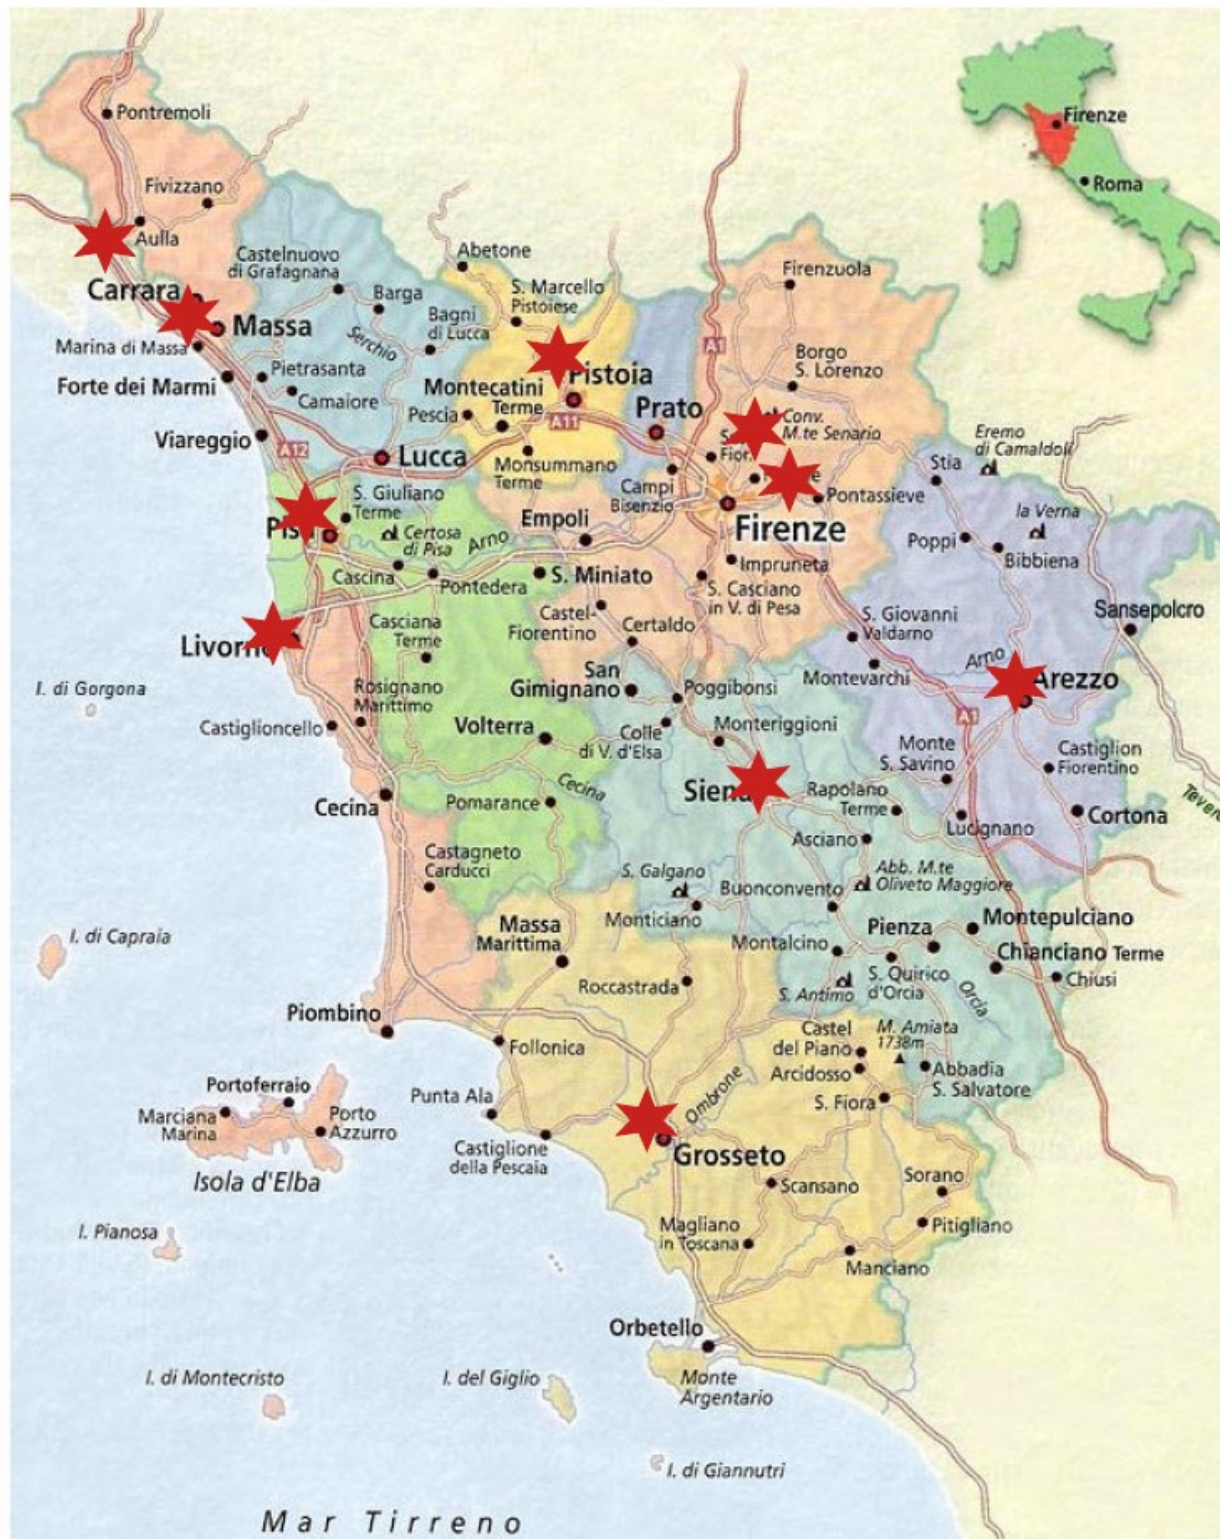 Pontremoli
Firenze
Roma
Fivizzano
Aulla
Abetone
Castelnuovo
di Grafagnana
Firenzuola
Carrara
Barga
S. Marcello
Pistoiese
Massa
Bagni
di Lucca
Serchio
A1
Marina di Massa
Borgo
S. Lorenzo
Pietrasanta
Pistoia
Forte dei Marmi
Montecatini
Terme
Camaiore
Prato
Pescia
A11
Conv.
M.te Senario
Viareggio
A12
Lucca
Eremo
di Camaldoli
Monsummano
Terme
Stia
Campi
Bisenzio
S. Giuliano
Terme
Pontassieve
Empoli
Firenze
la Verna
Certosa
di Pisa
Arno
Poppi
Bibbiena
Cascina
Pontedera
S. Miniato
Impruneta
S. Casciano
in V. di Pesa
Castel-
Fiorentino
Certaldo
S. Giovanni
Valdarno
Sansepolcro
Casciana
Terme
Arno
San
Gimignano
Montevarchi
Arezzo
I. di Gorgona
Rosignano
Marittimo
Poggibonsi
Castiglioncello
Volterra
Colle
di V. d'Elsa
Monteriggioni
A1
Monte
S. Savino
Castiglion
Fiorentino
Cecina
Pomarance
Cecina
Rapolano
Terme
Cortona
Lucignano
Asciano
Castagneto
Carducci
S. Galgano
Buonconvento
Abb. M.te
Oliveto Maggiore
Massa
Marittima
Monticiano
Pienza
Montepulciano
I. di Capraia
Montalcino
Chianciano Terme
Roccastrada
S. Antimo
S. Quirico
d'Orcia
Orcia
Chiusi
Piombino
Castel
del Piano
M. Amiata
1738m
Follonica
Arcidosso
Abbadia
S. Salvatore
Portoferraio
Punta Ala
Ombrone
S. Fiora
Marciana
Marina
Porto
Azzurro
Castiglione
della Pescaia
Grosseto
Isola d'Elba
Scansano
Sorano
I. Pianosa
Magliano
in Toscana
Pitigliano
Manciano
Orbetello
I. di Montecristo
I. del Giglio
Monte
Argentario
I. di Giannutri
Mar Tirreno